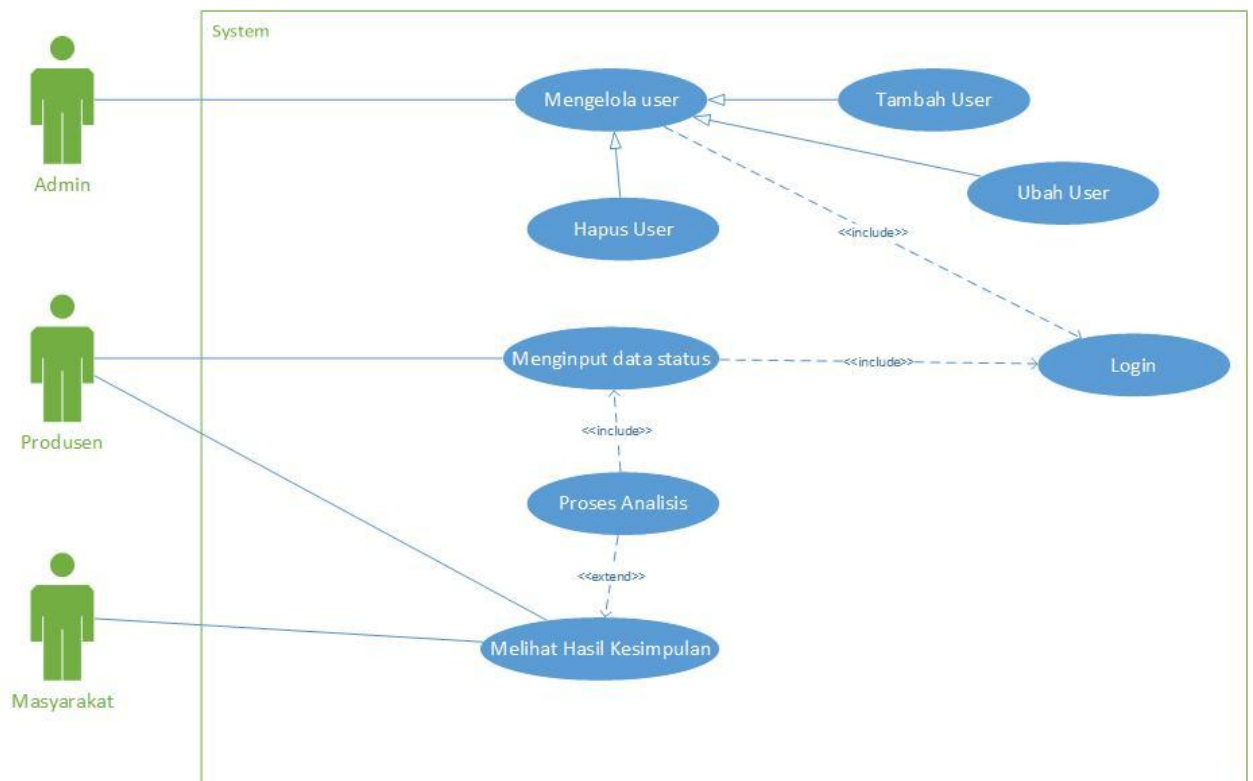 System
Mengelola user
Tambah User
Admin
Ubah User
Hapus User
<<include>>
Menginput data status
<<include>>
Login
Produsen
<<include>>
Proses Analisis
<<extend>>
Melihat Hasil Kesimpulan
Masyarakat